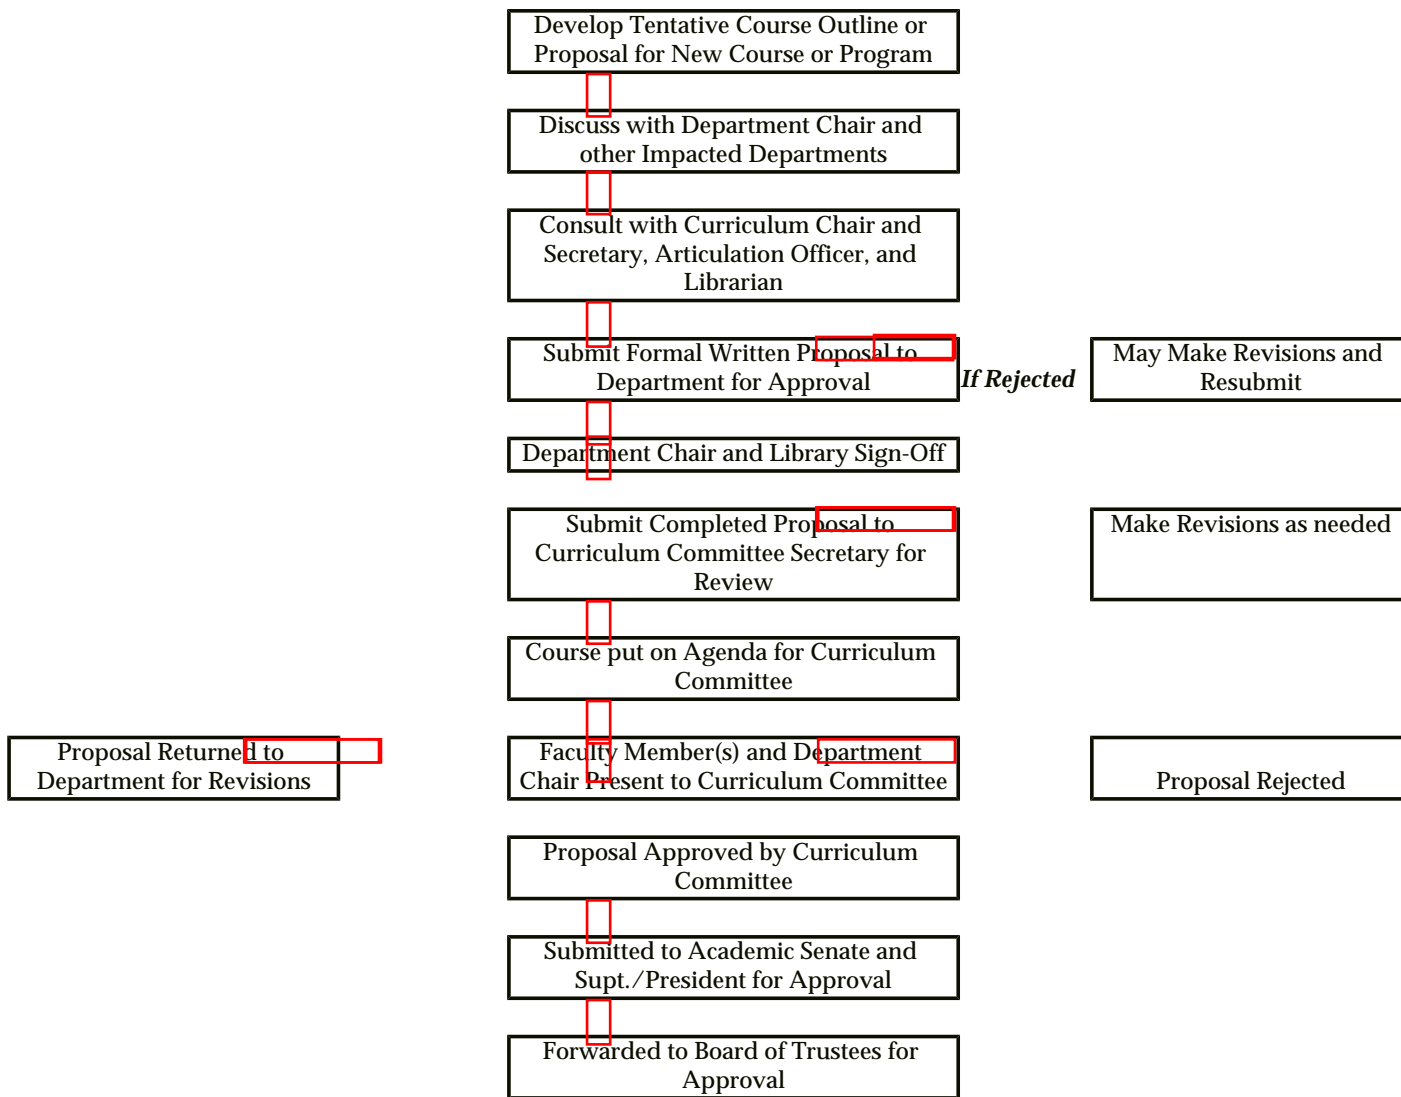 Develop Tentative Course Outline or
Proposal for New Course or Program
Discuss with Department Chair and
other Impacted Departments
Consult with Curriculum Chair and
Secretary, Articulation Officer, and
Librarian
Submit Formal Written Proposal to
Department for Approval
If Rejected
May Make Revisions and
Resubmit
Department Chair and Library Sign-Off
Submit Completed Proposal to
Curriculum Committee Secretary for
Review
Make Revisions as needed
Course put on Agenda for Curriculum
Committee
Proposal Returned to
Department for Revisions
Faculty Member(s) and Department
Chair Present to Curriculum Committee
Proposal Rejected
Proposal Approved by Curriculum
Committee
Submitted to Academic Senate and
Supt./President for Approval
Forwarded to Board of Trustees for
Approval